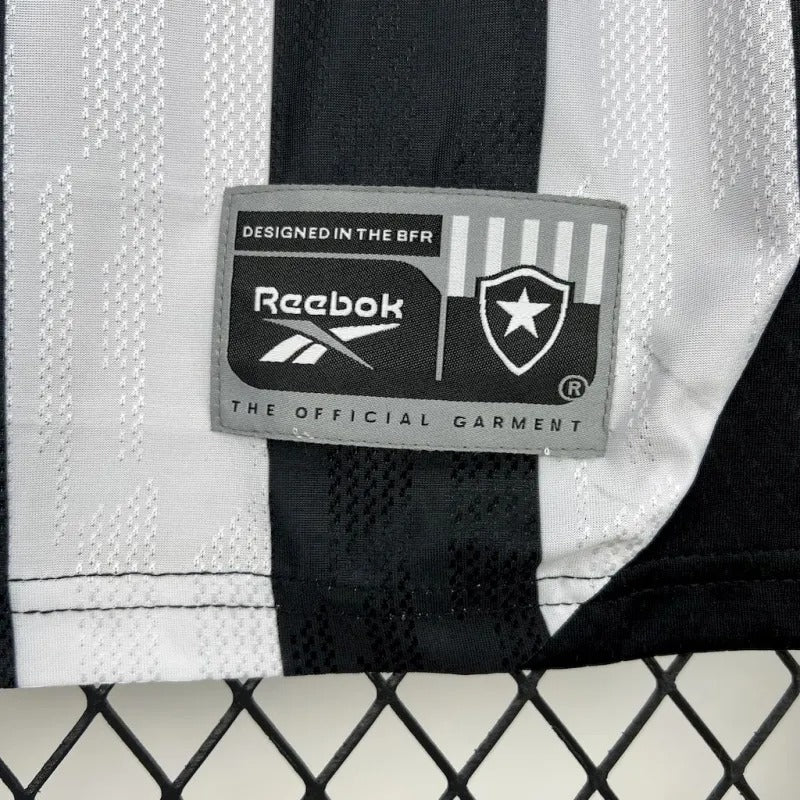 DESIGNED IN THE BFR
Reebok
®
THE OFFICIAL GARMENT